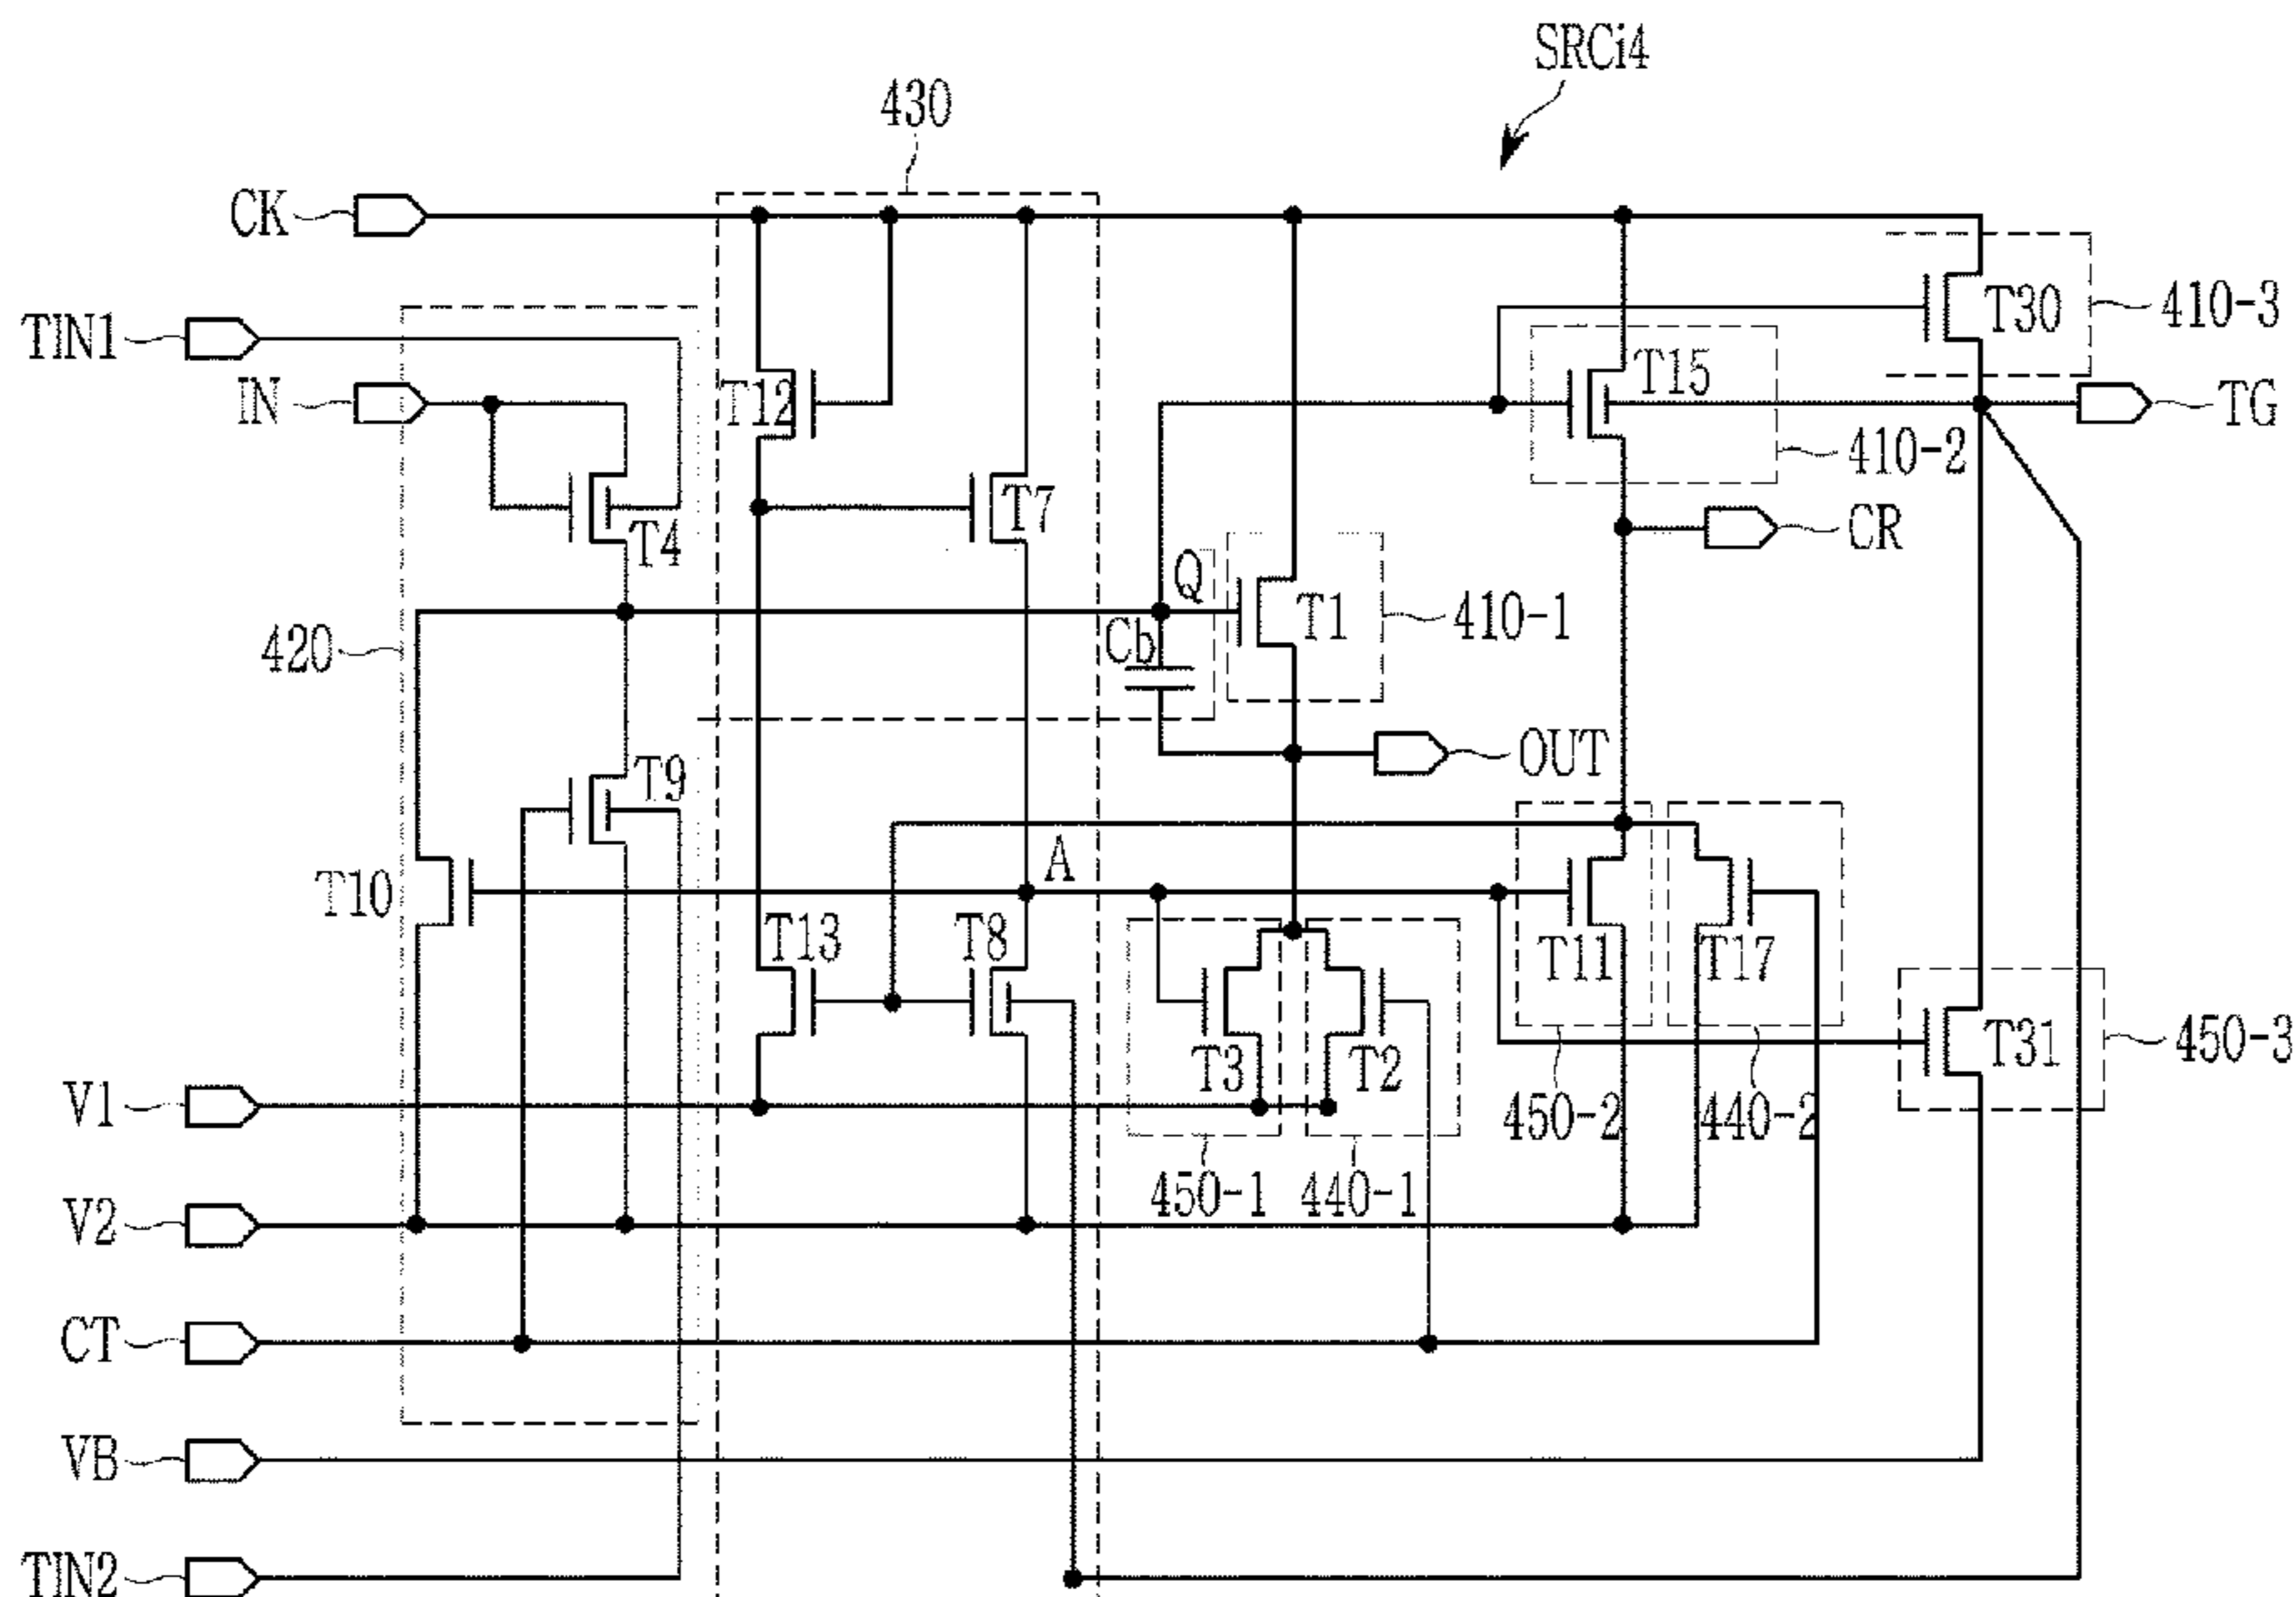 SRCi4
430
CK
TIN1
T30
410-3
IN
T12
T15
TG
410-2
T7
T4
CR
Q
T1
410-1
420
Cb
OUT
T9
A
T10
T13
T8
T11
T17
T3
T2
T31
450-3
V1
450-2
440-2
450-1
440-1
V2
CT
VB
TIN2